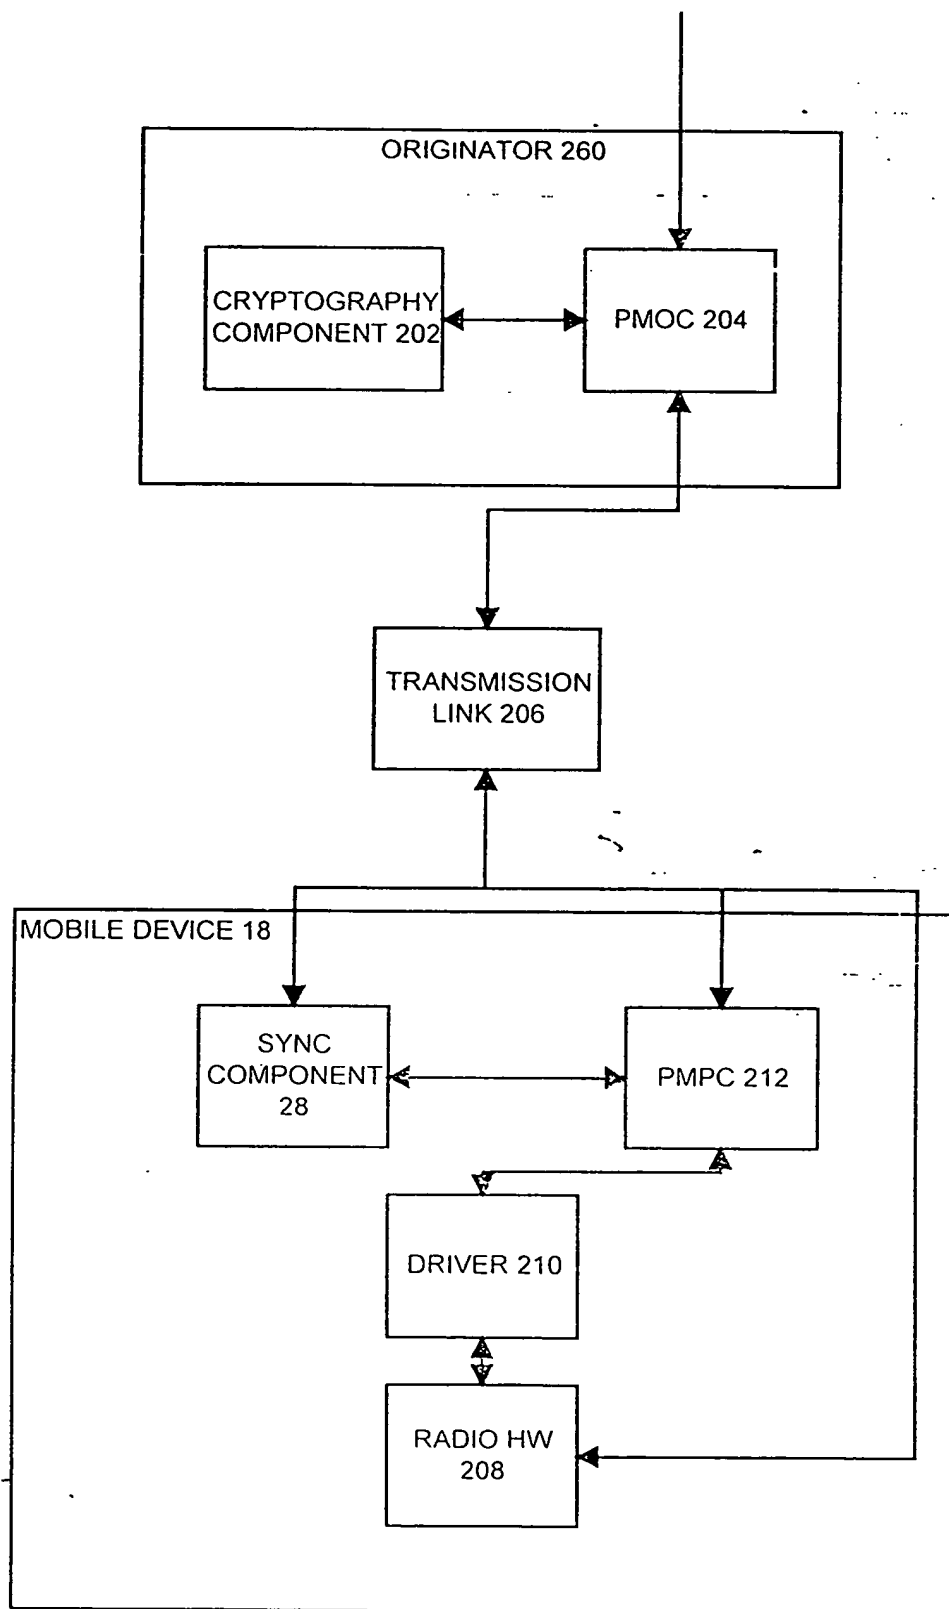 ORIGINATOR 260
CRYPTOGRAPHY
COMPONENT 202
PMOC 204
TRANSMISSION
LINK 206
MOBILE DEVICE 18
SYNC
COMPONENT
28
PMPC 212
DRIVER 210
RADIO HW
208